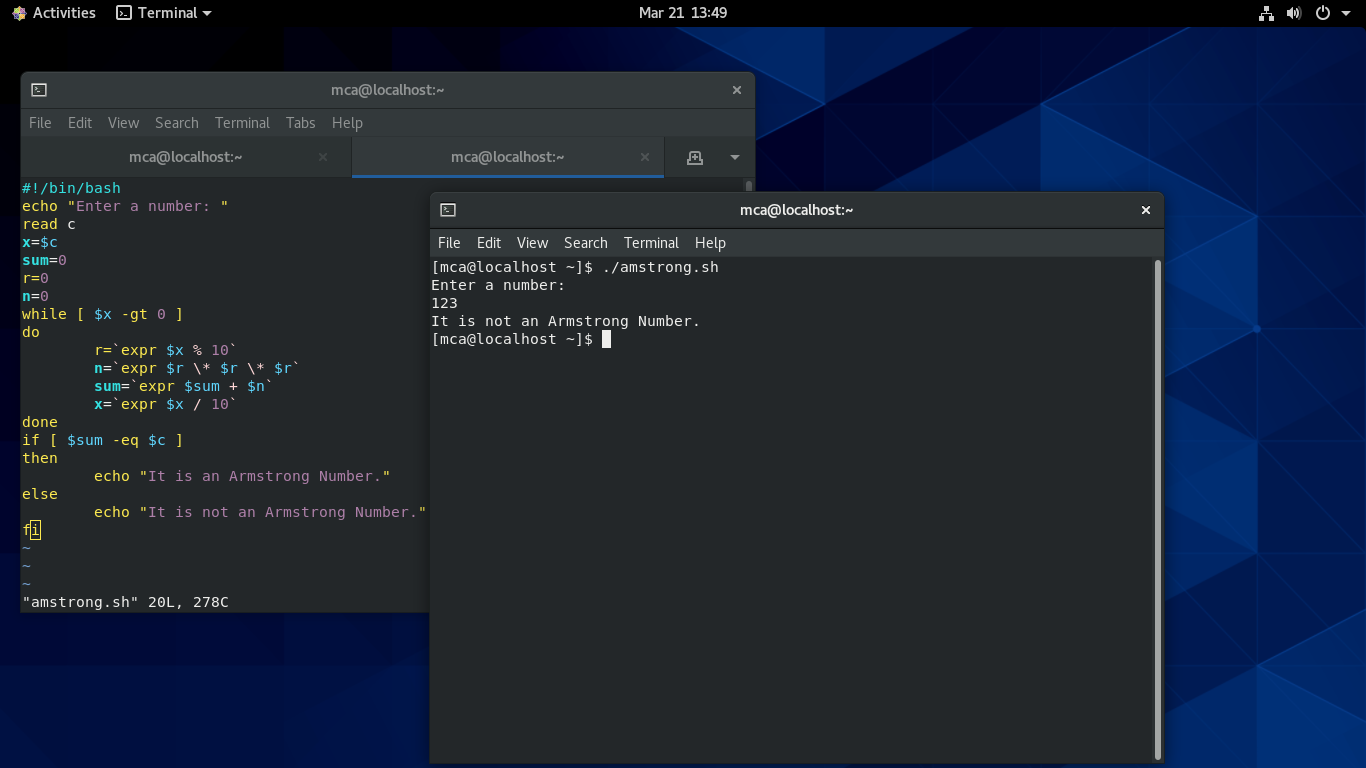 Activities Terminal Mar 21 13:49
mca@localhost:~
File Edit View Search Terminal Tabs Help
mca@localhost:~ mca@localhost:~
#!/bin/bash
echo "Enter a number: "
read c
x=$c
sum=0
r=0
n=0
while [ $x -gt 0 ]
do
        r=`expr $x % 10`
        n=`expr $r \* $r \* $r`
        sum=`expr $sum + $n`
        x=`expr $x / 10`
done
if [ $sum -eq $c ]
then
        echo "It is an Armstrong Number."
else
        echo "It is not an Armstrong Number."
fi
~
~
~
"amstrong.sh" 20L, 278C
mca@localhost:~
File Edit View Search Terminal Help
[mca@localhost ~]$ ./amstrong.sh
Enter a number:
123
It is not an Armstrong Number.
[mca@localhost ~]$